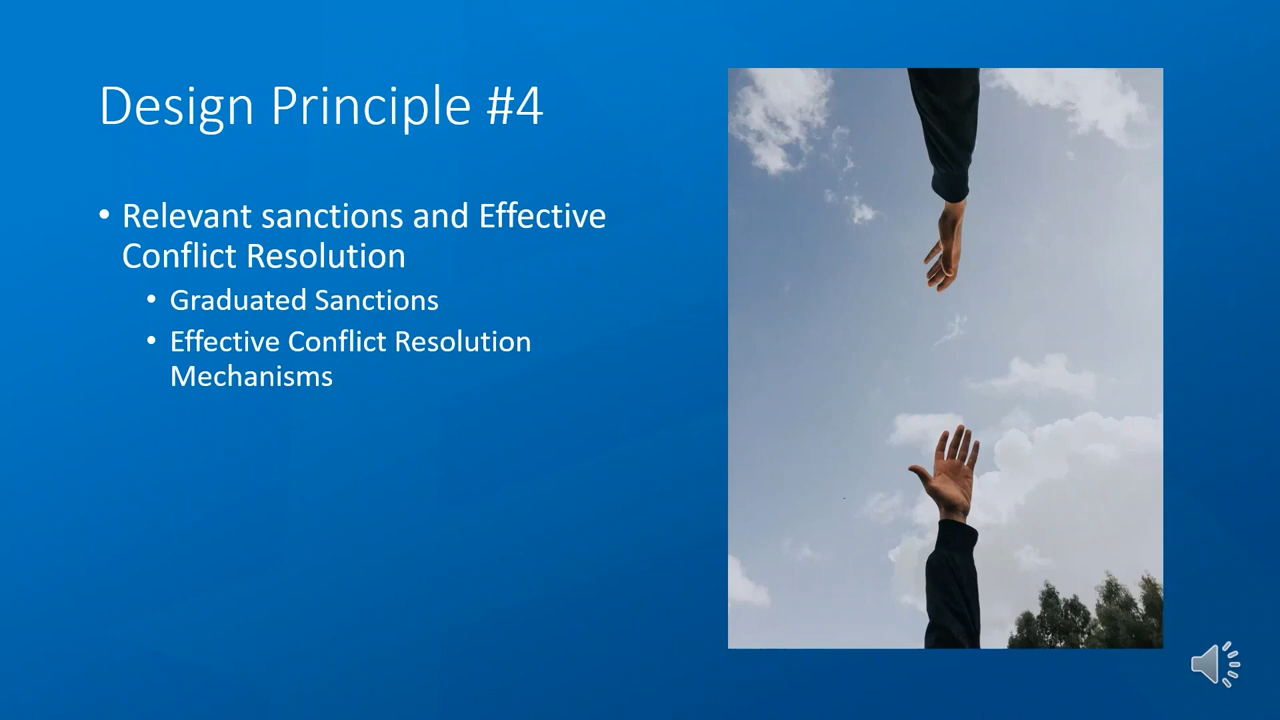 Design Principle #4
• Relevant sanctions and Effective
Conflict Resolution
• Graduated Sanctions
• Effective Conflict Resolution
Mechanisms